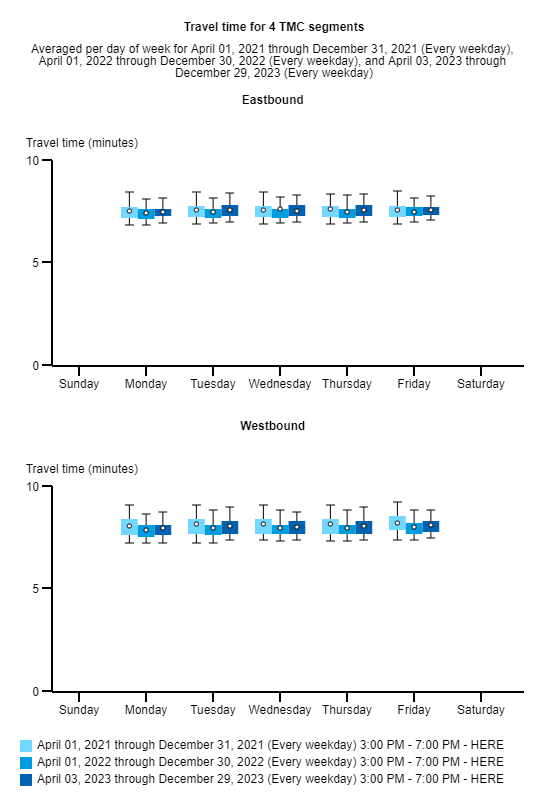 Travel time for 4 TMC segments
Averaged per day of week for April 01, 2021 through December 31, 2021 (Every weekday),
April 01, 2022 through December 30, 2022 (Every weekday), and April 03, 2023 through
December 29, 2023 (Every weekday)
Eastbound
Travel time (minutes)
10
5
0
Sunday Monday Tuesday Wednesday Thursday Friday Saturday
Westbound
Travel time (minutes)
10
5
0
Sunday Monday Tuesday Wednesday Thursday Friday Saturday
April 01, 2021 through December 31, 2021 (Every weekday) 3:00 PM - 7:00 PM - HERE
April 01, 2022 through December 30, 2022 (Every weekday) 3:00 PM - 7:00 PM - HERE
April 03, 2023 through December 29, 2023 (Every weekday) 3:00 PM - 7:00 PM - HERE